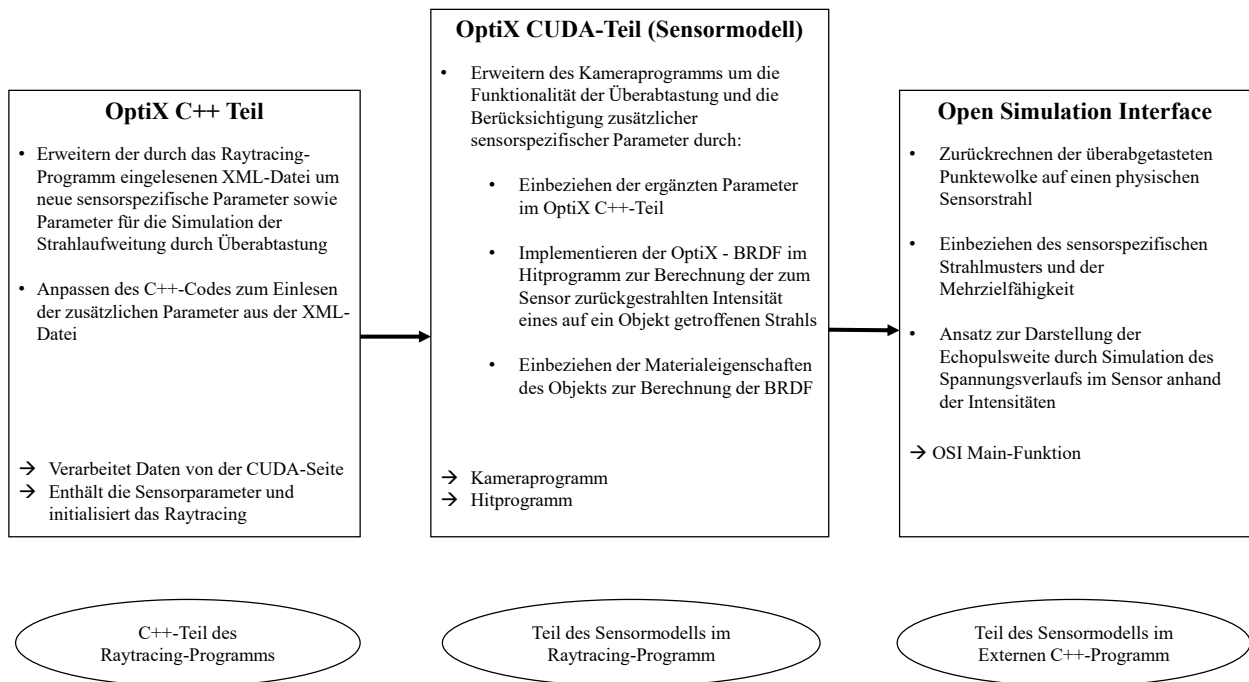 OptiX C++ Teil
• Erweitern der durch das Raytracing-
Programm eingelesenen XML-Datei um
neue sensorspezifische Parameter sowie
Parameter für die Simulation der
Strahlaufweitung durch Überabtastung
• Anpassen des C++-Codes zum Einlesen
der zusätzlichen Parameter aus der XML-
Datei
→ Verarbeitet Daten von der CUDA-Seite
→ Enthält die Sensorparameter und
initialisiert das Raytracing
OptiX CUDA-Teil (Sensormodell)
• Erweitern des Kameraprogramms um die
Funktionalität der Überabtastung und die
Berücksichtigung zusätzlicher
sensorspezifischer Parameter durch:
• Einbeziehen der ergänzten Parameter
im OptiX C++-Teil
• Implementieren der OptiX - BRDF im
Hitprogramm zur Berechnung der zum
Sensor zurückgestrahlten Intensität
eines auf ein Objekt getroffenen Strahls
• Einbeziehen der Materialeigenschaften
des Objekts zur Berechnung der BRDF
→ Kameraprogramm
→ Hitprogramm
Open Simulation Interface
• Zurückrechnen der überabgetasteten
Punktewolke auf einen physischen
Sensorstrahl
• Einbeziehen des sensorspezifischen
Strahlmusters und der
Mehrzielfähigkeit
• Ansatz zur Darstellung der
Echopulsweite durch Simulation des
Spannungsverlaufs im Sensor anhand
der Intensitäten
→ OSI Main-Funktion
C++-Teil des
Raytracing-Programms
Teil des Sensormodells im
Raytracing-Programm
Teil des Sensormodells im
Externen C++-Programm